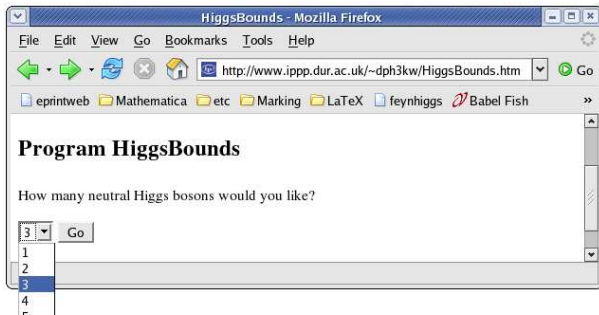 HiggsBounds - Mozilla Firefox
File Edit View Go Bookmarks Tools Help
http://www.ippp.dur.ac.uk/~dph3kw/HiggsBounds.htm Go
eprintweb Mathematica etc Marking LaTeX feynhiggs Babel Fish »
Program HiggsBounds
How many neutral Higgs bosons would you like?
3 Go
1
2
3
4